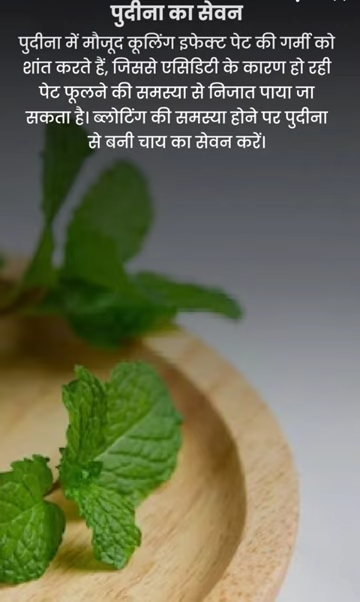 पुदीना का सेवन
पुदीना में मौजूद कूलिंग इफेक्ट पेट की गर्मी को
शांत करते हैं, जिससे एसिडिटी के कारण हो रही
पेट फूलने की समस्या से निजात पाया जा
सकता है। ब्लोटिंग की समस्या होने पर पुदीना
से बनी चाय का सेवन करें।